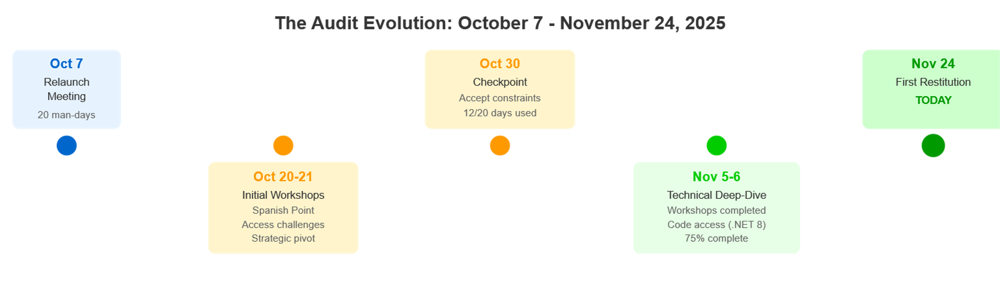 The Audit Evolution: October 7 - November 24, 2025
Oct 7
Relaunch
Meeting
20 man-days
Oct 20-21
Initial Workshops
Spanish Point
Access challenges
Strategic pivot
Oct 30
Checkpoint
Accept constraints
12/20 days used
Nov 5-6
Technical Deep-Dive
Workshops completed
Code access (.NET 8)
75% complete
Nov 24
First Restitution
TODAY